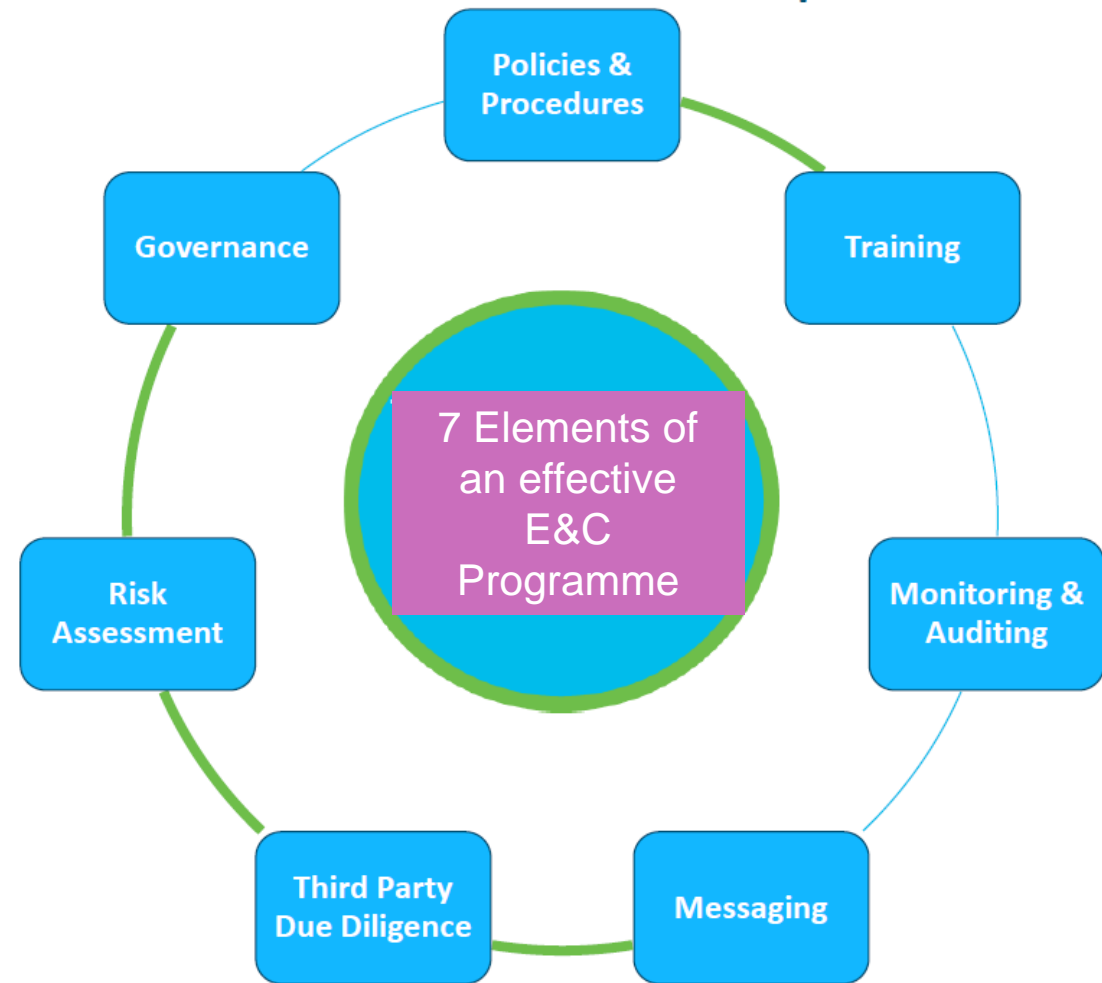 Policies &
Procedures
Governance
Training
7 Elements of
an effective
E&C
Programme
Risk
Assessment
Monitoring &
Auditing
Third Party
Due Diligence
Messaging